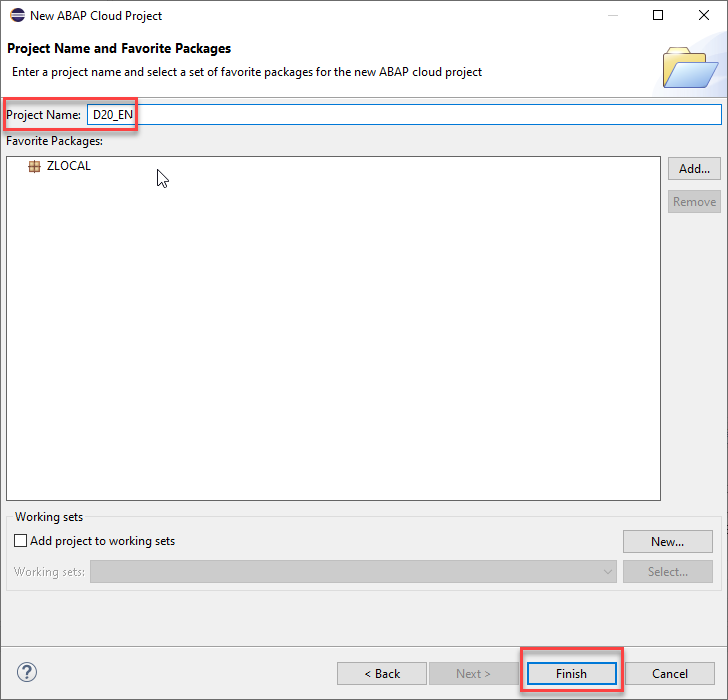 New ABAP Cloud Project
Project Name and Favorite Packages
Enter a project name and select a set of favorite packages for the new ABAP cloud project
Project Name: D20_EN
Favorite Packages:
ZLOCAL
Add...
Remove
Working sets
Add project to working sets
New...
Working sets:
Select...
?
< Back
Next >
Finish
Cancel